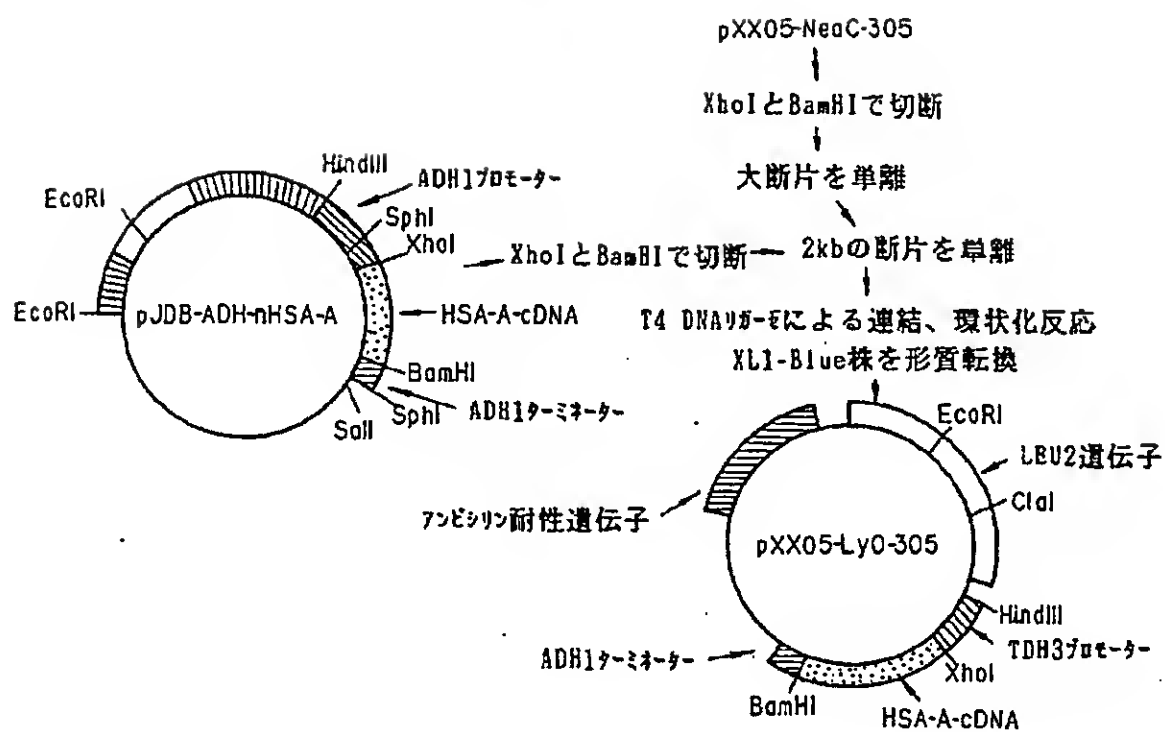 pXX05-NeoC-305
XhoIとBamHIで切断
大断片を単離
2kbの断片を単離
XhoIとBamHIで切断
T4 DNAリガーゼによる連結、環状化反応
XL1-Blue株を形質転換
EcoRI
HindIII
ADH1プロモーター
SphI
XhoI
EcoRI
pJDB-ADH-nHSA-A
HSA-A-cDNA
BamHI
SphI
ADH1ターミネーター
SalI
EcoRI
LEU2遺伝子
ClaI
アンピシリン耐性遺伝子
pXX05-LyO-305
HindIII
TDH3プロモーター
XhoI
ADH1ターミネーター
BamHI
HSA-A-cDNA